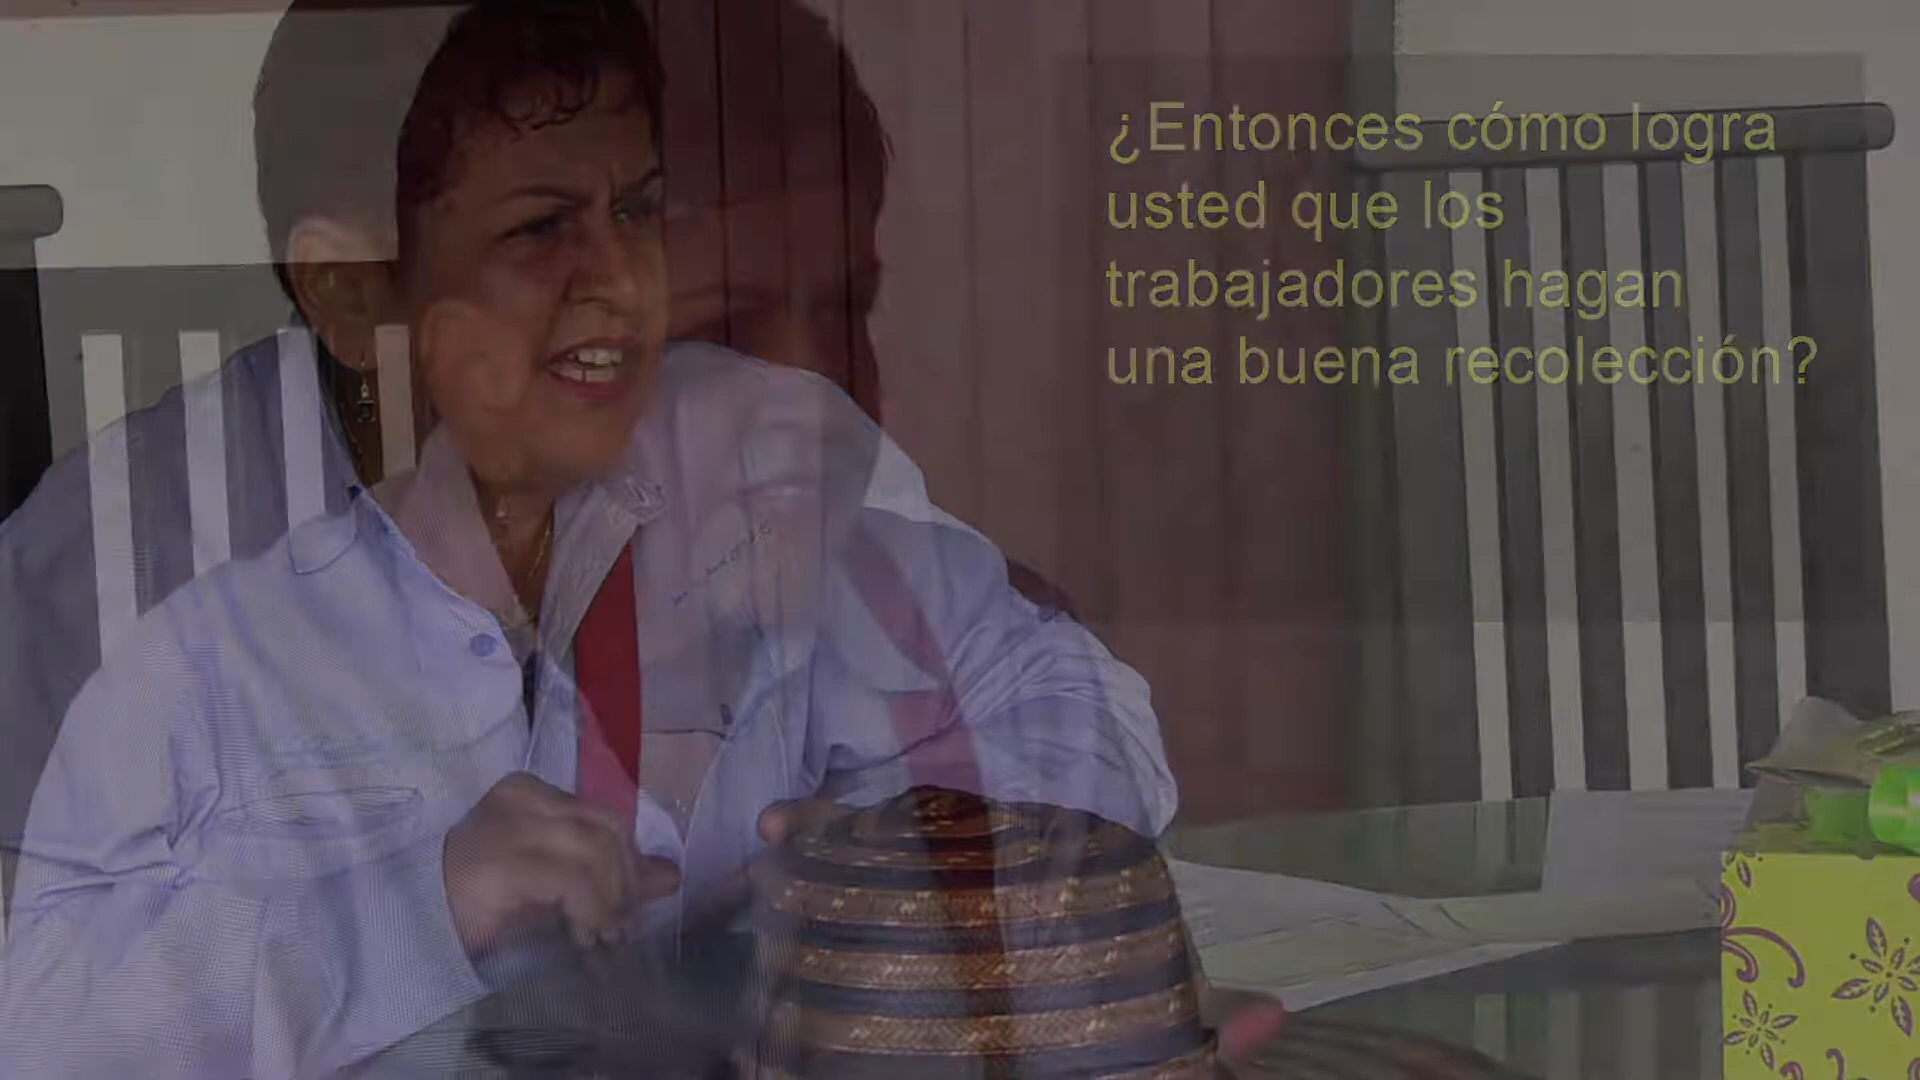 ¿Entonces cómo logra
usted que los
trabajadores hagan
una buena recolección?